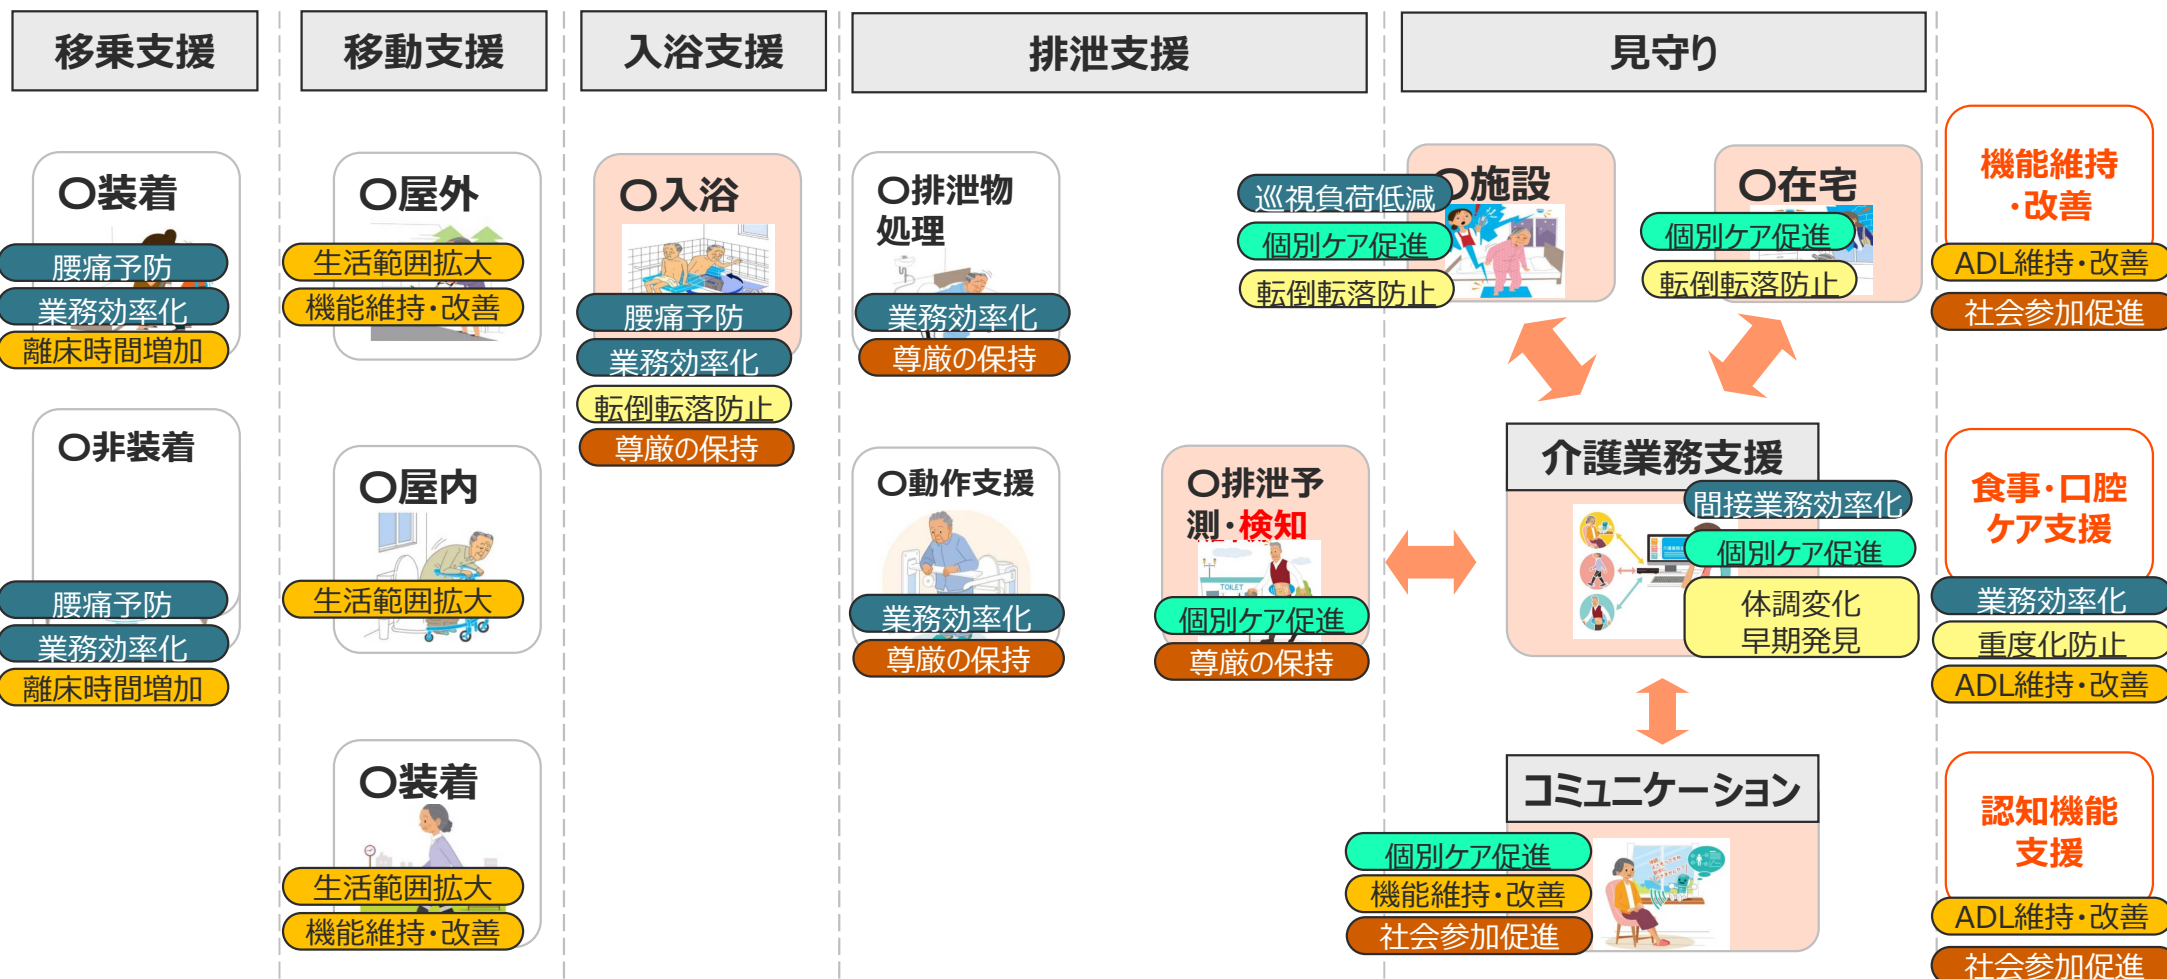 移乗支援
〇装着
腰痛予防
業務効率化
離床時間増加
〇非装着
腰痛予防
業務効率化
離床時間増加
移動支援
〇屋外
生活範囲拡大
機能維持・改善
〇屋内
生活範囲拡大
〇装着
生活範囲拡大
機能維持・改善
入浴支援
〇入浴
腰痛予防
業務効率化
転倒転落防止
尊厳の保持
排泄支援
〇排泄物
処理
業務効率化
尊厳の保持
〇動作支援
業務効率化
尊厳の保持
〇排泄予
測・検知
TOILET
個別ケア促進
尊厳の保持
見守り
〇施設
巡視負荷低減
個別ケア促進
転倒転落防止
〇在宅
個別ケア促進
転倒転落防止
介護業務支援
間接業務効率化
個別ケア促進
体調変化
早期発見
コミュニケーション
個別ケア促進
機能維持・改善
社会参加促進
機能維持
・改善
ADL維持・改善
社会参加促進
食事・口腔
ケア支援
業務効率化
重度化防止
ADL維持・改善
認知機能
支援
ADL維持・改善
社会参加促進